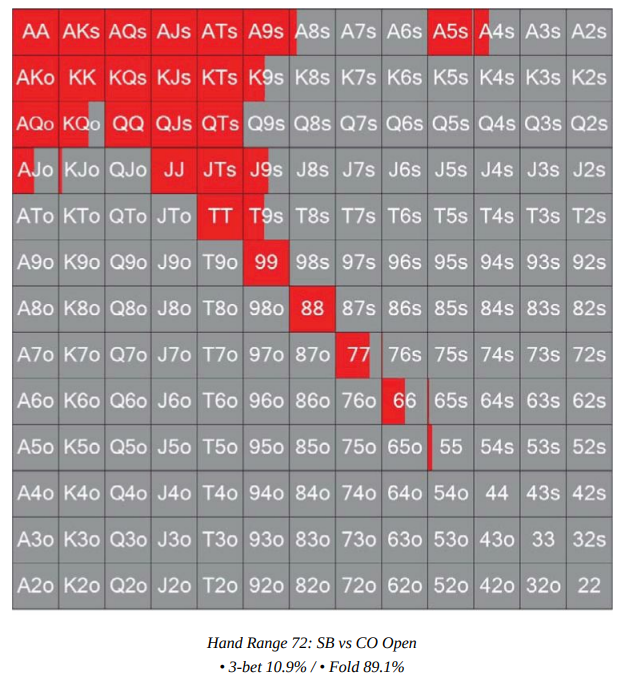 AA AKs AQs AJs ATs A9s A8s A7s A6s A5s A4s A3s A2s
AKo KK KQs KJs KTs K9s K8s K7s K6s K5s K4s K3s K2s
AQo KQo QQ QJs QTs Q9s Q8s Q7s Q6s Q5s Q4s Q3s Q2s
AJo KJo QJo JJ JTs J9s J8s J7s J6s J5s J4s J3s J2s
ATo KTo QTo JTo TT T9s T8s T7s T6s T5s T4s T3s T2s
A9o K9o Q9o J9o T9o 99 98s 97s 96s 95s 94s 93s 92s
A8o K8o Q8o J8o T8o 98o 88 87s 86s 85s 84s 83s 82s
A7o K7o Q7o J7o T7o 97o 87o 77 76s 75s 74s 73s 72s
A6o K6o Q6o J6o T6o 96o 86o 76o 66 65s 64s 63s 62s
A5o K5o Q5o J5o T5o 95o 85o 75o 65o 55 54s 53s 52s
A4o K4o Q4o J4o T4o 94o 84o 74o 64o 54o 44 43s 42s
A3o K3o Q3o J3o T3o 93o 83o 73o 63o 53o 43o 33 32s
A2o K2o Q2o J2o T2o 92o 82o 72o 62o 52o 42o 32o 22
Hand Range 72: SB vs CO Open
• 3-bet 10.9% / • Fold 89.1%